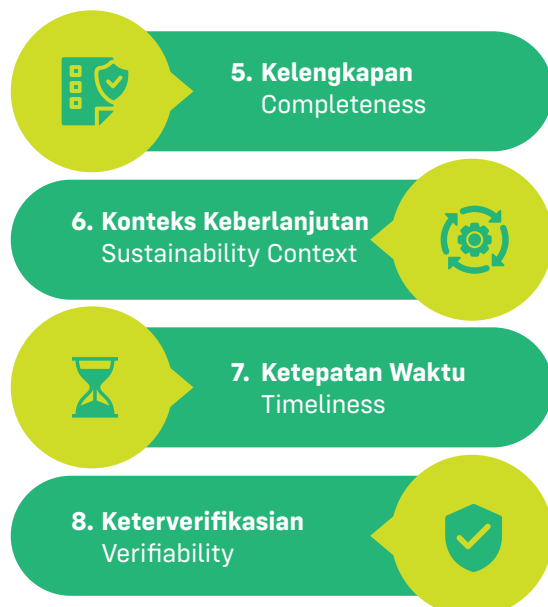 5. Kelengkapan
Completeness
6. Konteks Keberlanjutan
Sustainability Context
7. Ketepatan Waktu
Timeliness
8. Keterverifikasian
Verifiability